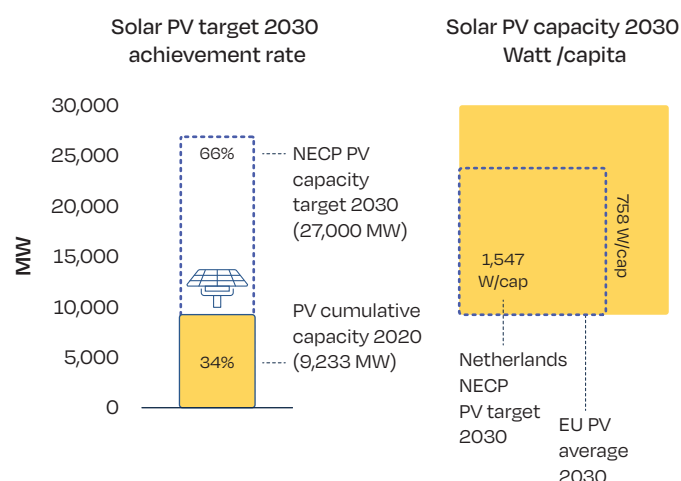 Solar PV target 2030
achievement rate
MW
30,000
25,000
20,000
15,000
10,000
5,000
0
66%
34%
NECP PV
capacity
target 2030
(27,000 MW)
PV cumulative
capacity 2020
(9,233 MW)
Solar PV capacity 2030
Watt /capita
758 W/cap
1,547
W/cap
Netherlands
NECP
PV target
2030
EU PV
average
2030